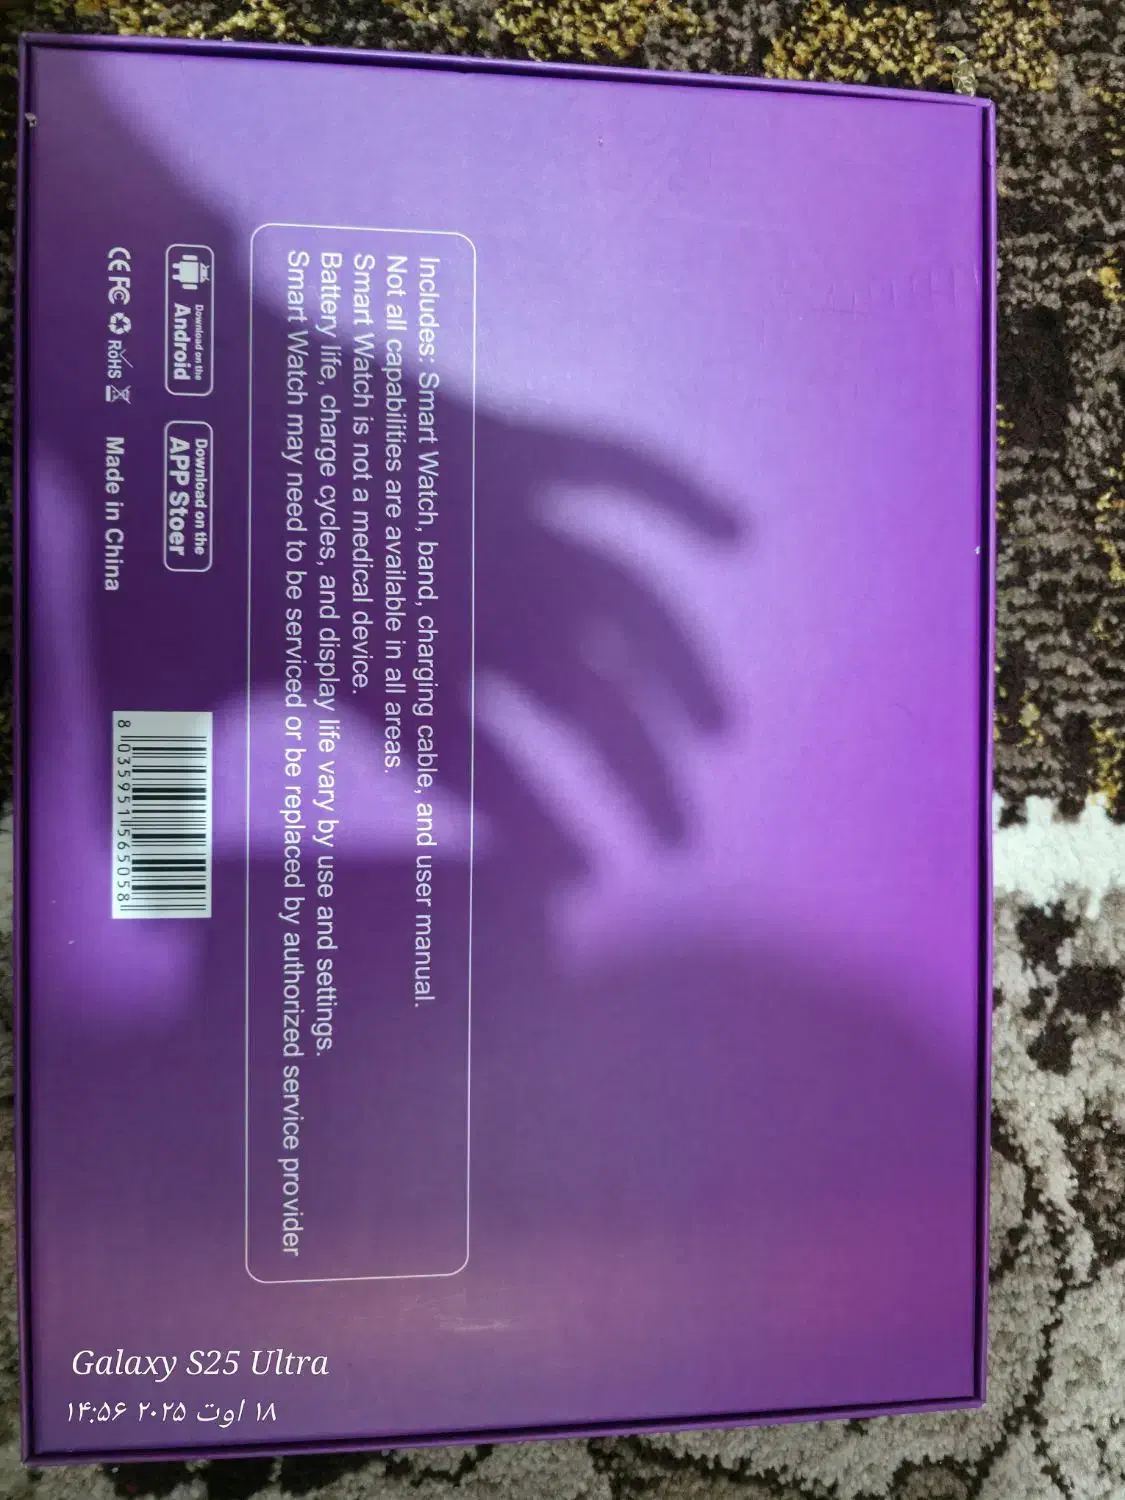 Includes: Smart Watch, band, charging cable, and user manual.
Not all capabilities are available in all areas.
Smart Watch is not a medical device.
Battery life, charge cycles, and display life vary by use and settings.
Smart Watch may need to be serviced or be replaced by authorized service provider
Download on the
Android
Download on the
APP Stoer
CE FC RoHS
Made in China
8 035951 565058
Galaxy S25 Ultra
۱۸ اوت ۲۰۲۵ ۱۴:۵۶